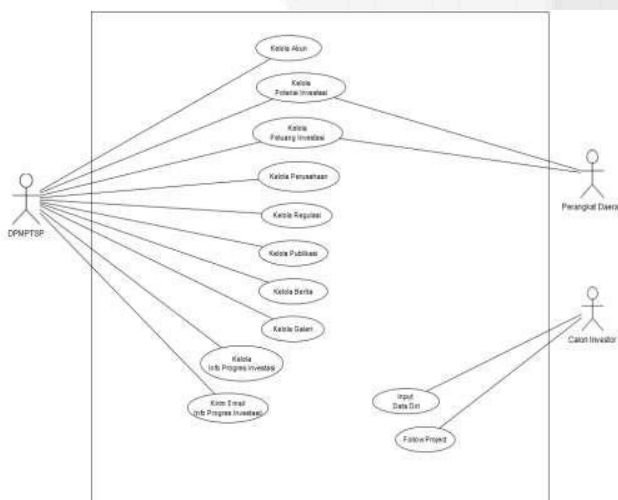 Kelola Akun
Kelola
Potensi Investasi
Kelola
Peluang Investasi
Kelola Perusahaan
Kelola Regulasi
Kelola Publikasi
Kelola Berita
Kelola Galeri
Kelola
Info Progres Investasi
Kirim Email
(Info Progres Investasi)
DPMPTSP
Perangkat Daera
Calon Investor
Input
Data Diri
Follow Project